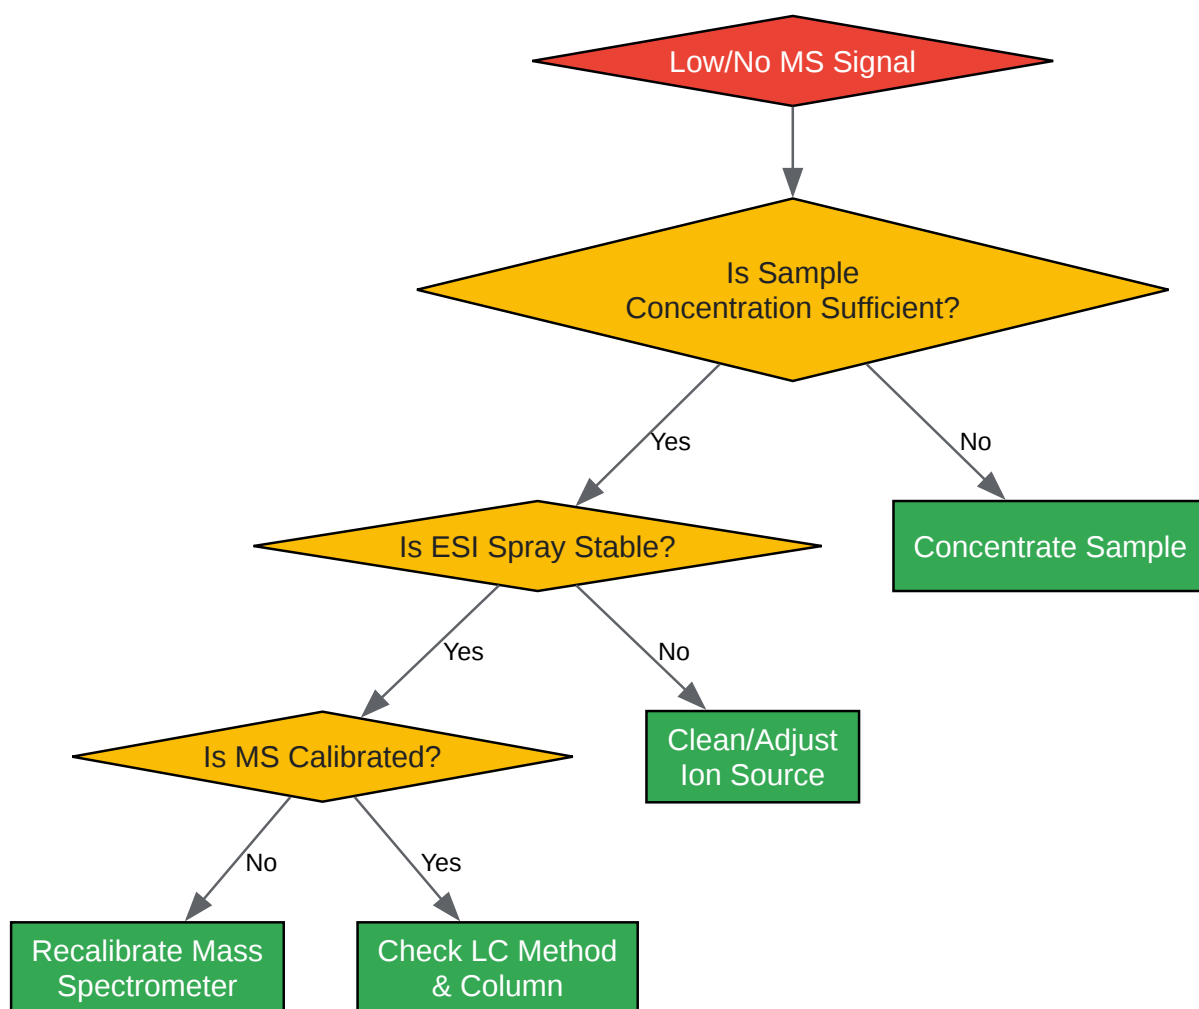 Low/No MS Signal
Is Sample
Concentration Sufficient?
Yes
No
Is ESI Spray Stable?
Concentrate Sample
Yes
No
Is MS Calibrated?
Clean/Adjust
Ion Source
No
Yes
Recalibrate Mass
Spectrometer
Check LC Method
& Column